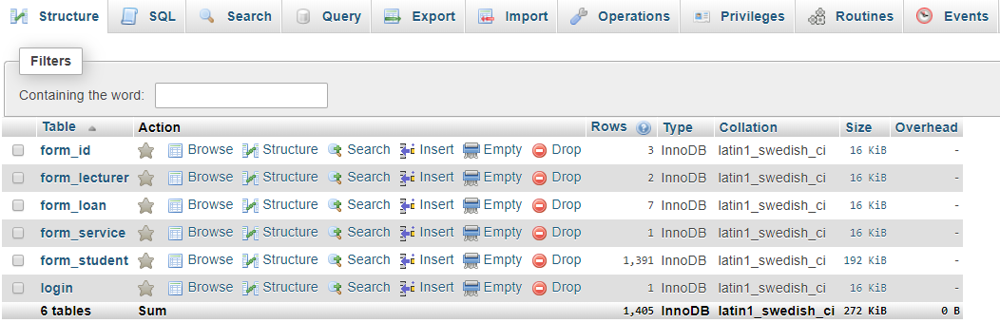 Structure SQL Search Query Export Import Operations Privileges Routines Events
Filters
Containing the word:
Table Action Rows Type Collation Size Overhead
form_id Browse Structure Search Insert Empty Drop 3 InnoDB latin1_swedish_ci 16 KiB -
form_lecturer Browse Structure Search Insert Empty Drop 2 InnoDB latin1_swedish_ci 16 KiB -
form_loan Browse Structure Search Insert Empty Drop 7 InnoDB latin1_swedish_ci 16 KiB -
form_service Browse Structure Search Insert Empty Drop 1 InnoDB latin1_swedish_ci 16 KiB -
form_student Browse Structure Search Insert Empty Drop 1,391 InnoDB latin1_swedish_ci 192 KiB -
login Browse Structure Search Insert Empty Drop 1 InnoDB latin1_swedish_ci 16 KiB -
6 tables Sum 1,405 InnoDB latin1_swedish_ci 272 KiB 0 B